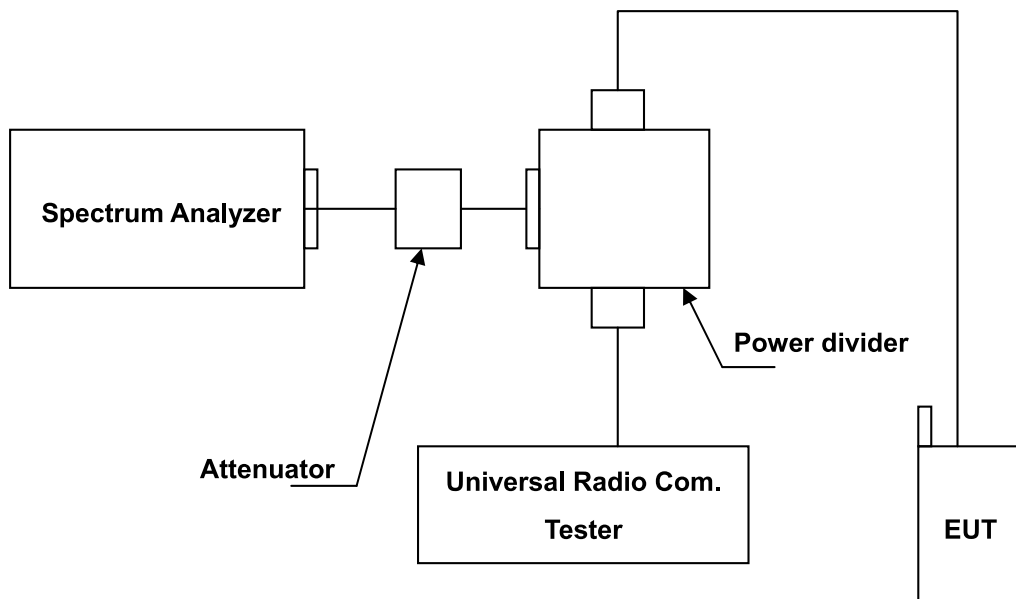 Spectrum Analyzer
Power divider
Attenuator
Universal Radio Com.
Tester
EUT